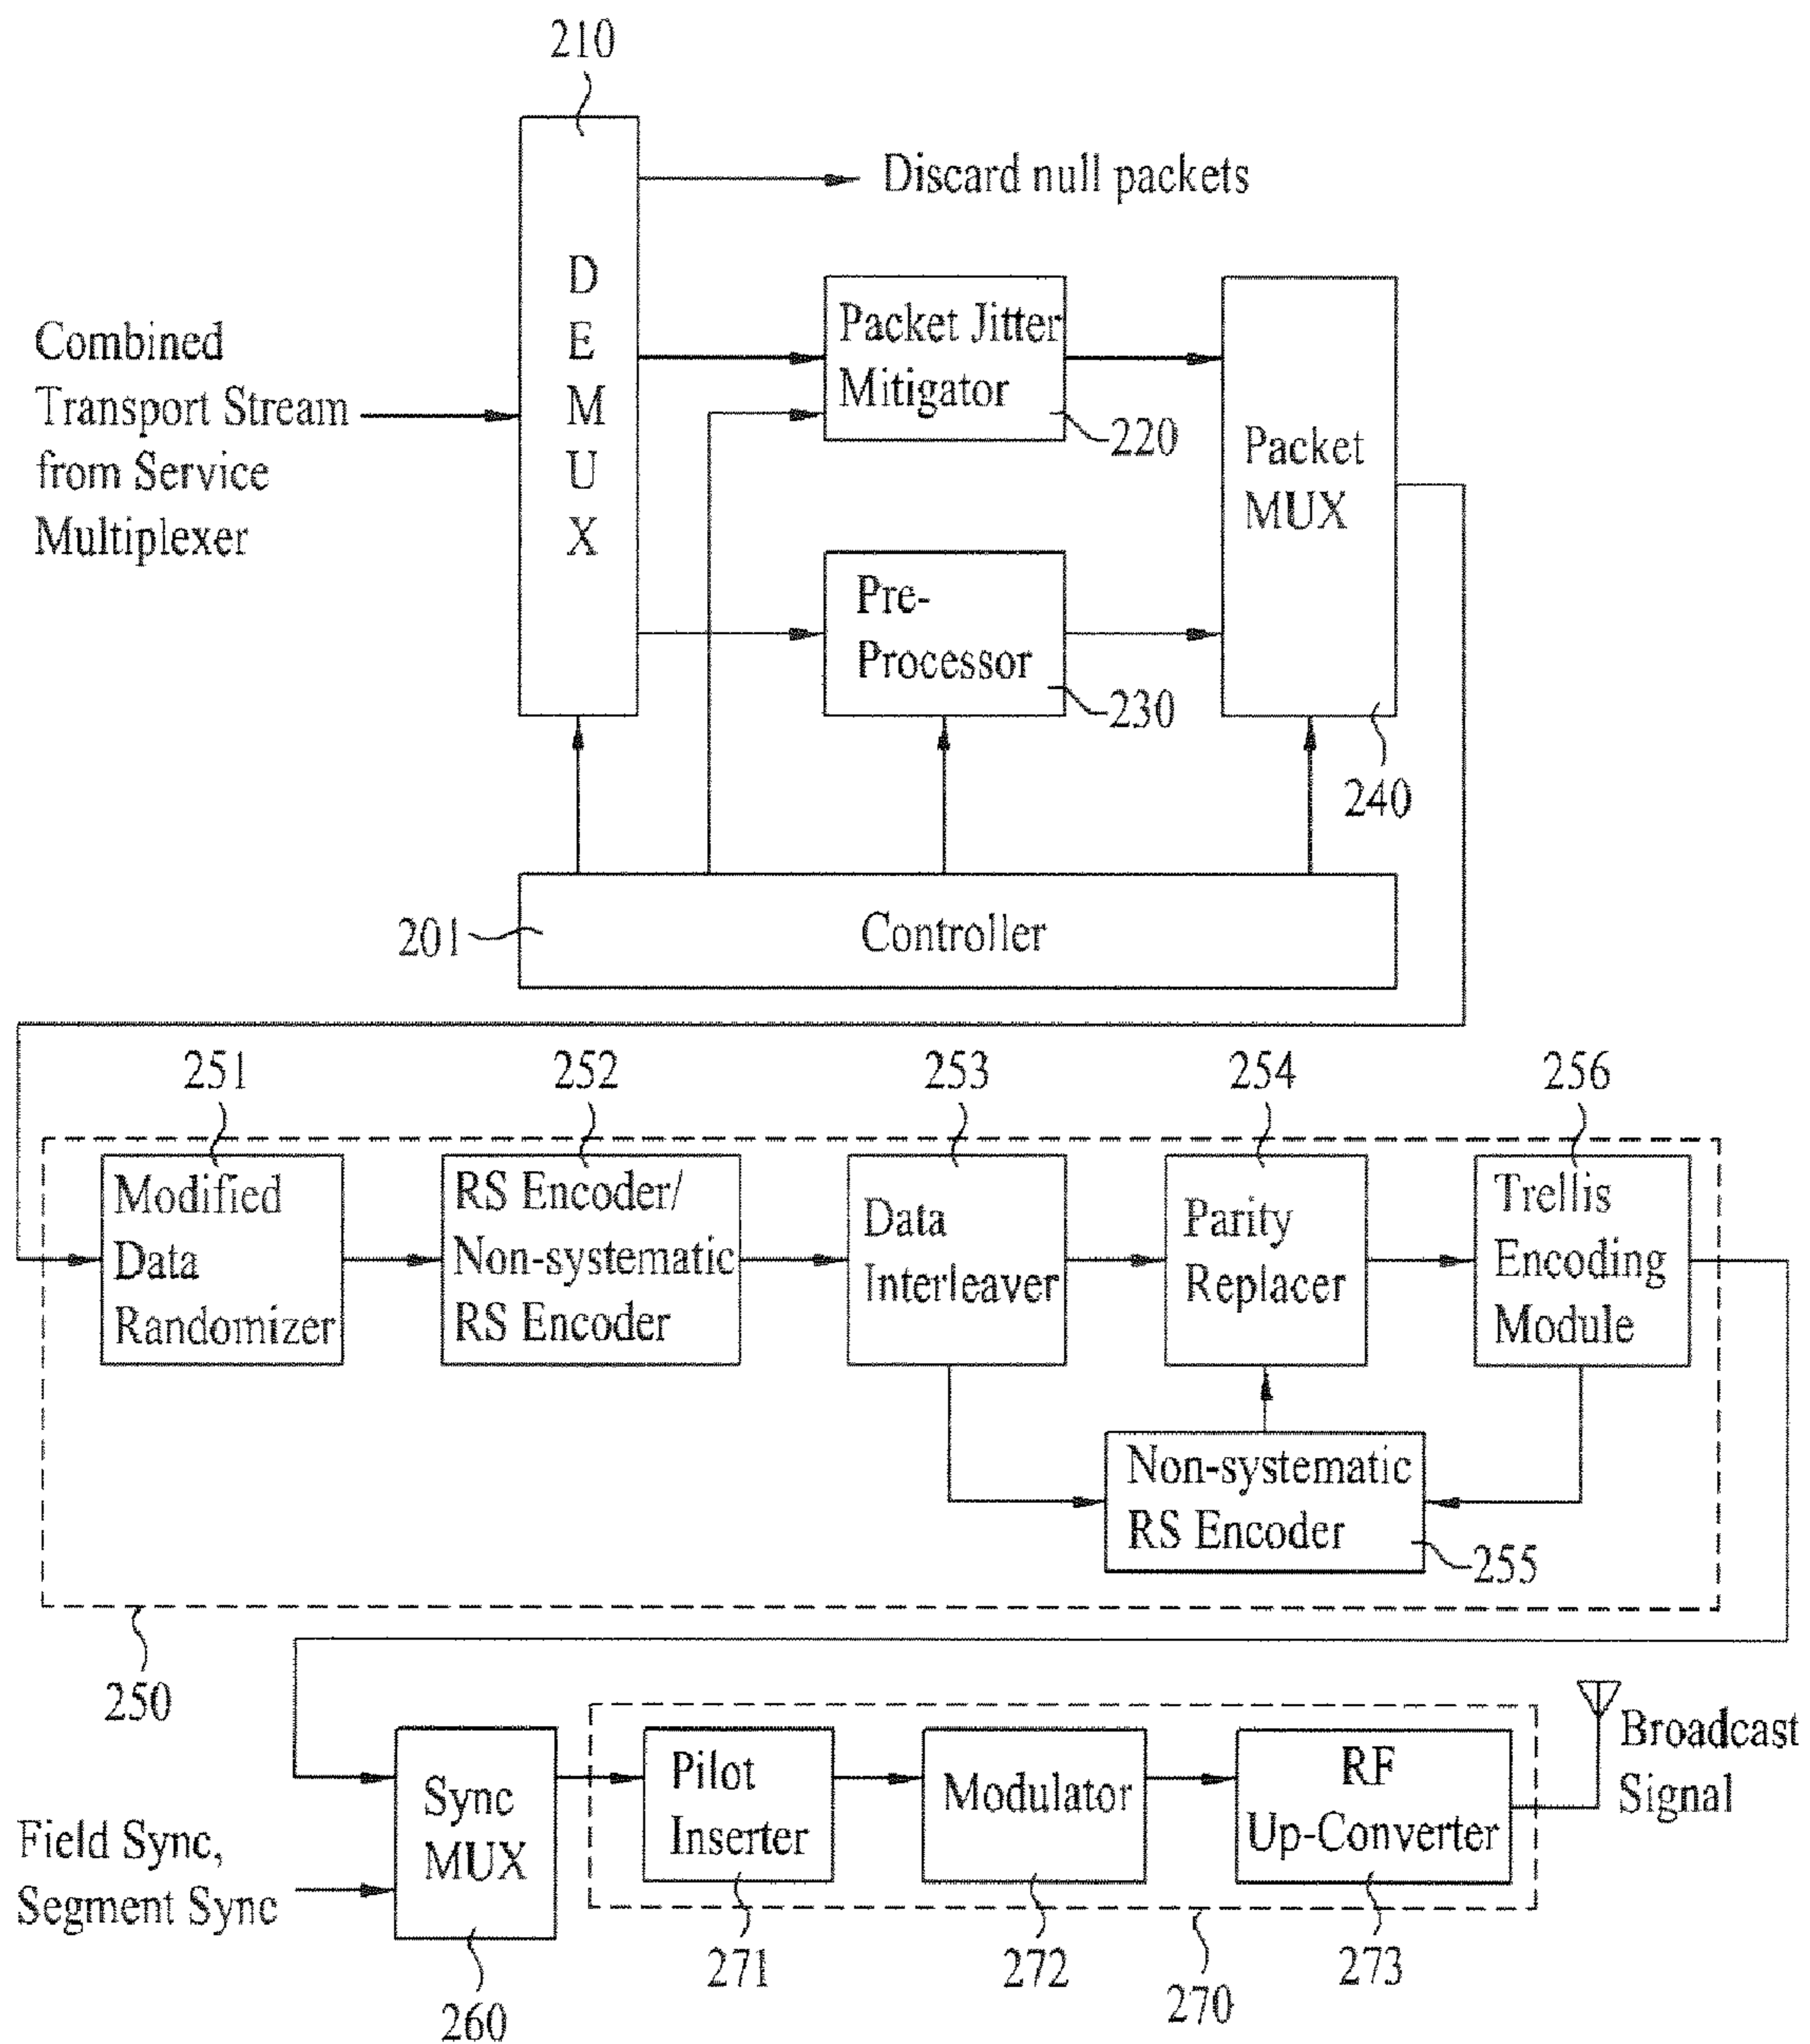 210
Discard null packets
D
E
M
U
X
Combined
Transport Stream
from Service
Multiplexer
Packet Jitter
Mitigator
220
Packet
MUX
Pre-
Processor
230
240
201
Controller
251
252
253
254
256
Modified
Data
Randomizer
RS Encoder/
Non-systematic
RS Encoder
Data
Interleaver
Parity
Replacer
Trellis
Encoding
Module
Non-systematic
RS Encoder
255
250
Sync
MUX
Pilot
Inserter
Modulator
RF
Up-Converter
Broadcast
Signal
Field Sync,
Segment Sync
260
271
272
270
273